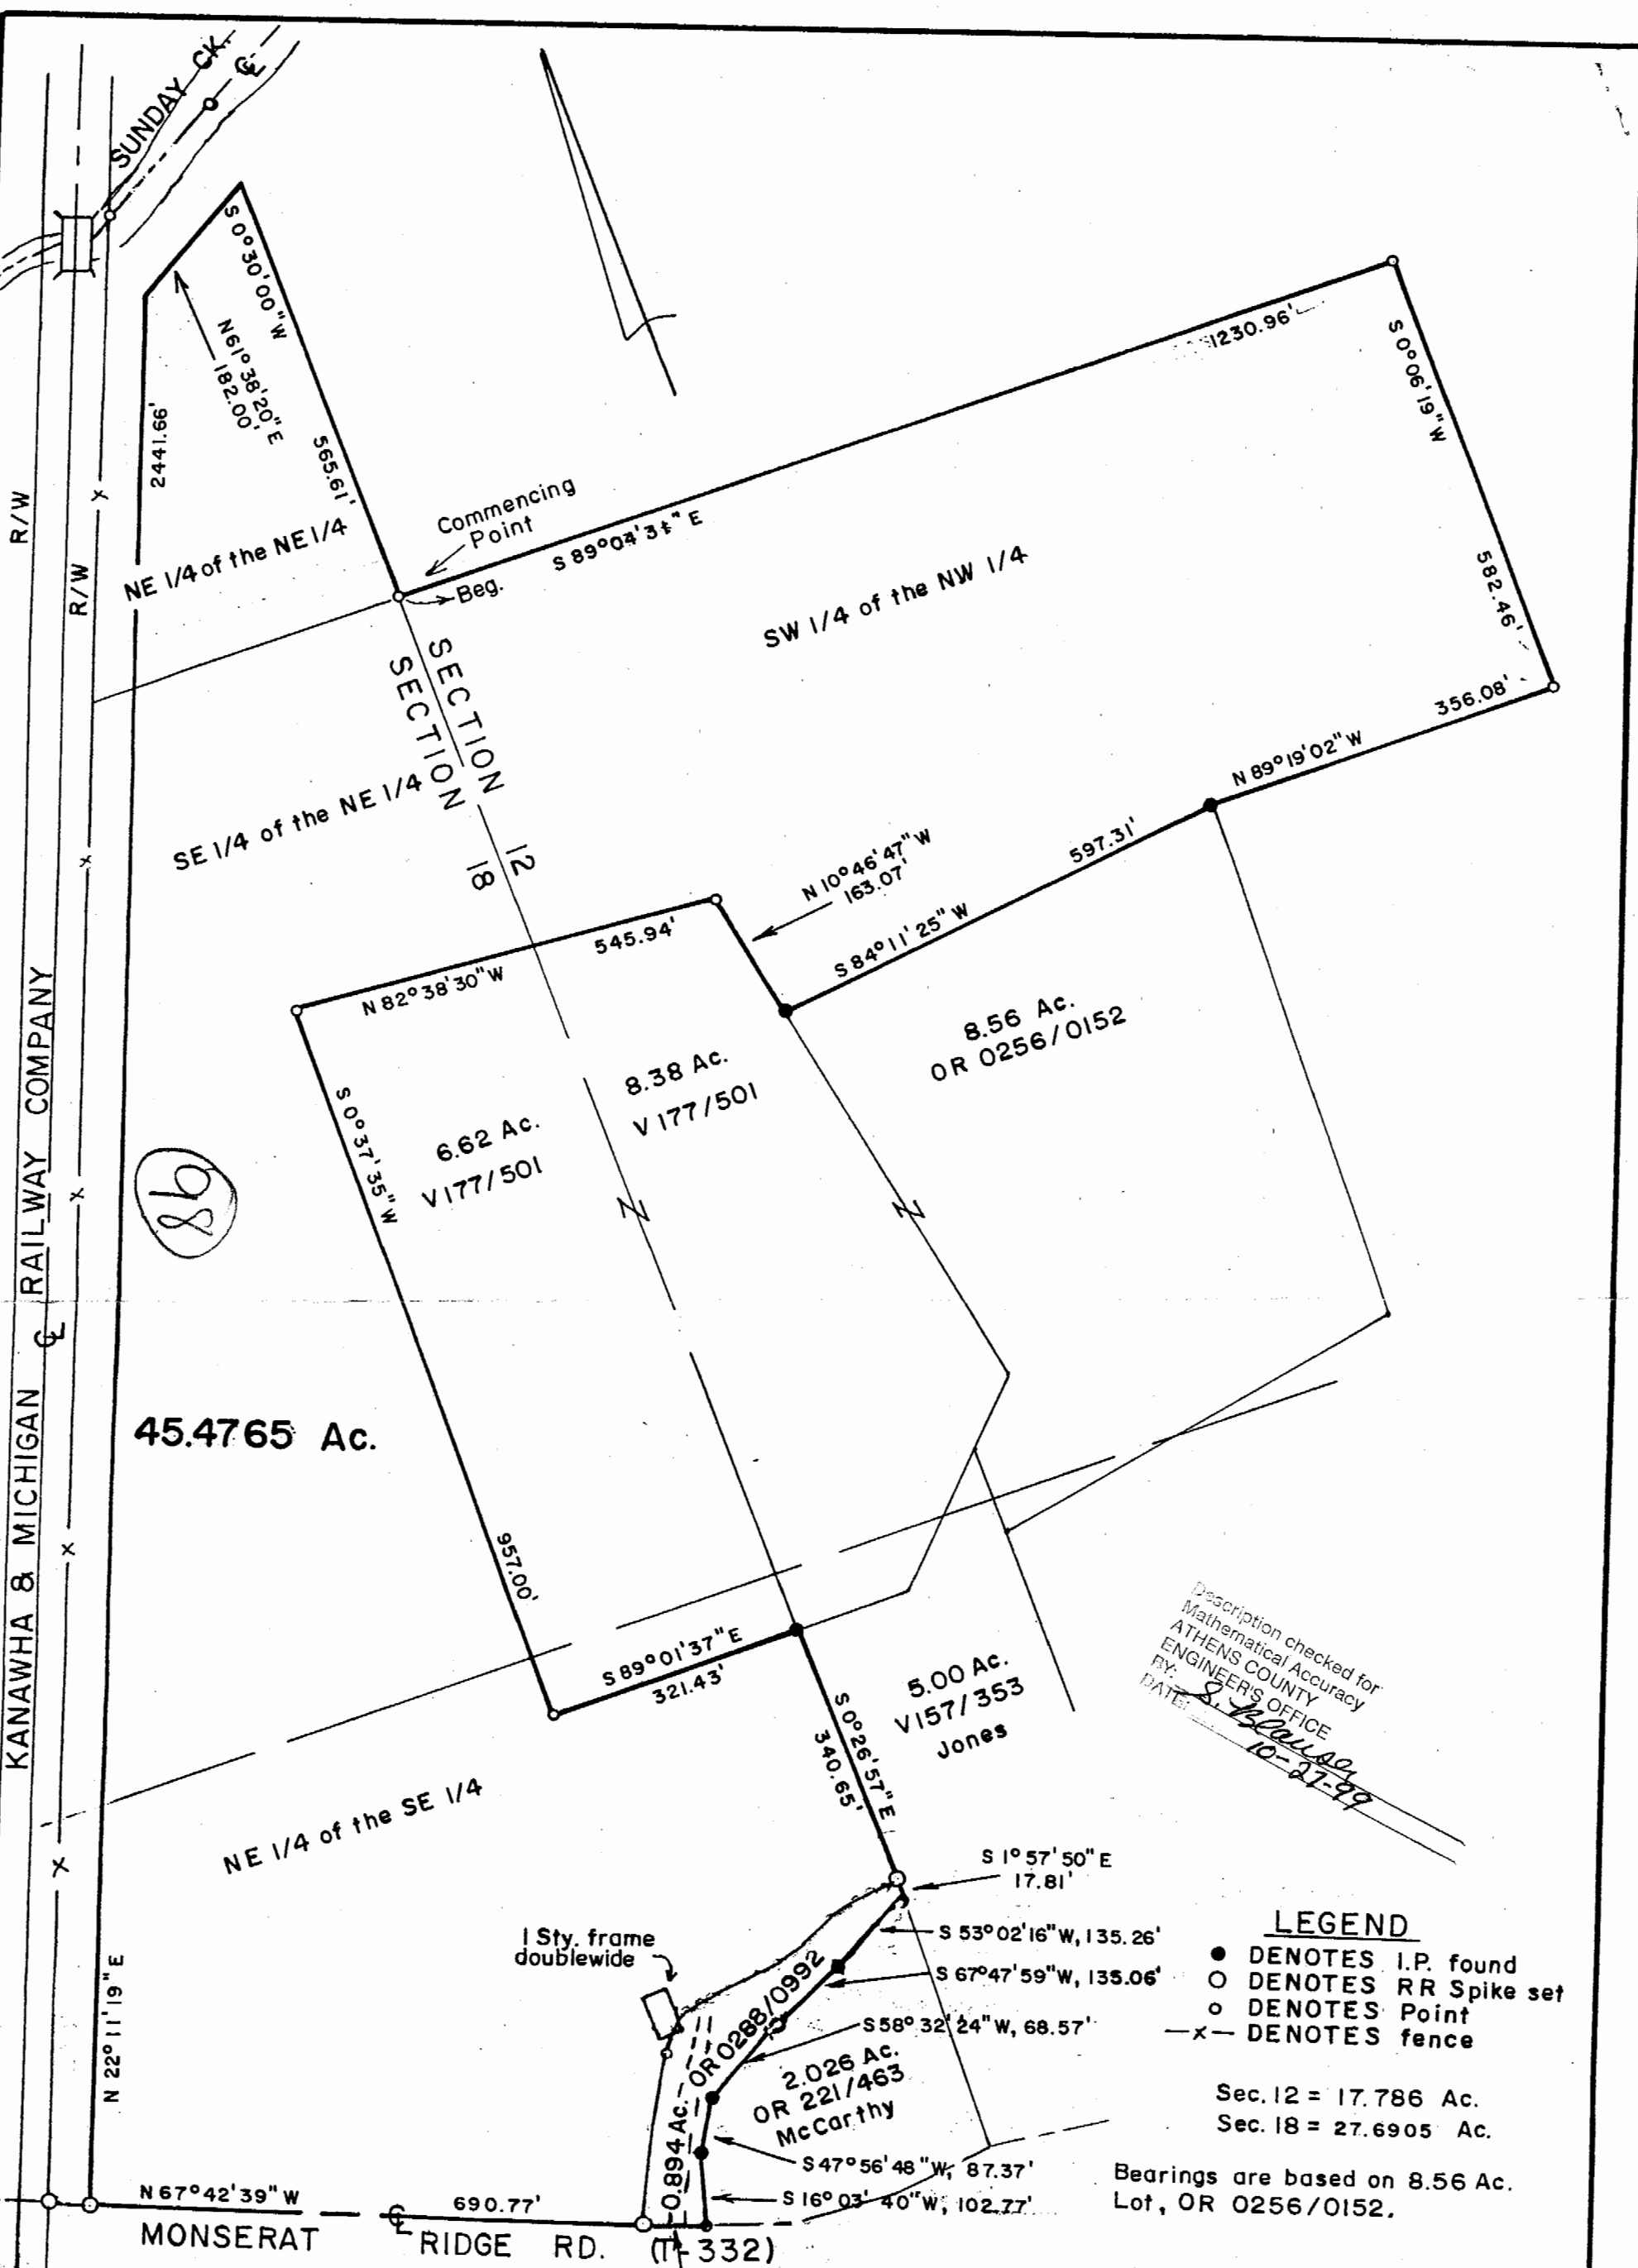 SUNDAY CK.
S 0°30'00" W
565.61'
N61°38'20"E
182.00'
2441.66'
R/W
R/W
NE 1/4 of the NE 1/4
Commencing
Point
Beg.
1230.96'
S 0°06'19" W
582.46'
SW 1/4 of the NW 1/4
356.08'
N 89°19'02" W
SECTION 12
SECTION 18
SE 1/4 of the NE 1/4
597.31'
S 84°11'25" W
N 10°46'47" W
163.07'
545.94'
N 82°38'30" W
8.56 Ac.
OR 0256/0152
8.38 Ac.
V 177/501
6.62 Ac.
V 177/501
S 0°37'35" W
957.00'
86
KANAWHA & MICHIGAN RAILWAY COMPANY
45.4765 Ac.
S 89°01'37" E
321.43'
5.00 Ac.
V 157/353
Jones
S 0°26'57" E
340.65'
Description checked for
Mathematical Accuracy
ATHENS COUNTY
ENGINEER'S OFFICE
BY: S.
DATE: 10-27-99
NE 1/4 of the SE 1/4
S 1°57'50" E
17.81'
1 Sty. frame
doublewide
S 53°02'16" W, 135.26'
S 67°47'59" W, 135.06'
S 58°32'24" W, 68.57'
0.894 Ac. OR 0288/0992
2.026 Ac.
OR 221/463
McCarthy
S 47°56'48" W, 87.37'
S 16°03'40" W, 102.77'
N 22°11'19" E
N 67°42'39" W
690.77'
MONSERAT RIDGE RD. (T-332)
LEGEND
● DENOTES I.P. found
○ DENOTES RR Spike set
o DENOTES Point
—x— DENOTES fence
Sec. 12 = 17.786 Ac.
Sec. 18 = 27.6905 Ac.
Bearings are based on 8.56 Ac.
Lot, OR 0256/0152.